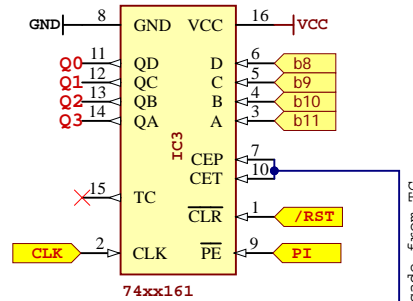 GND 8 GND VCC 16 VCC
Q0 11 QD D 6 b8
Q1 12 QC C 5 b9
Q2 13 QB B 4 b10
Q3 14 QA A 3 b11
IC3
CEP 7
CET 10
15 TC
CLR 1 /RST
CLK 2 CLK PE 9 PI
74xx161
from TC